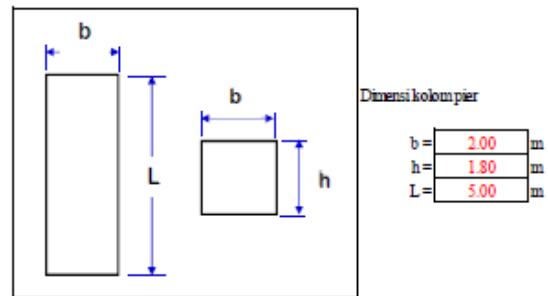 b
b
L
h
Dimensi kolom pier
b = 2.00 m
h = 1.80 m
L = 5.00 m